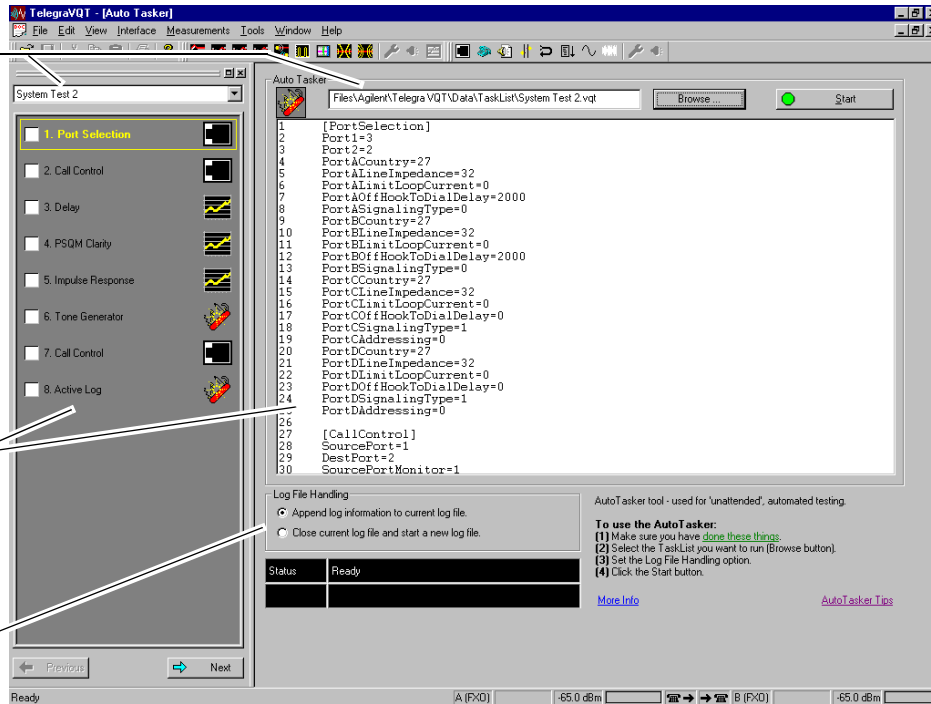 TelegraVQT - [Auto Tasker]
File Edit View Interface Measurements Tools Window Help
System Test 2
1. Port Selection
2. Call Control
3. Delay
4. PSQM Clarity
5. Impulse Response
6. Tone Generator
7. Call Control
8. Active Log
Previous Next
Auto Tasker
Files\Agilent\Telegra VQT\Data\TaskList\System Test 2.vqt Browse ... Start
1 [PortSelection]
2 Port1=3
3 Port2=2
4 PortACountry=27
5 PortALineImpedance=32
6 PortALimitLoopCurrent=0
7 PortAOffHookToDialDelay=2000
8 PortASignalingType=0
9 PortBCountry=27
10 PortBLineImpedance=32
11 PortBLimitLoopCurrent=0
12 PortBOffHookToDialDelay=2000
13 PortBSignalingType=0
14 PortCCountry=27
15 PortCLineImpedance=32
16 PortCLimitLoopCurrent=0
17 PortCOffHookToDialDelay=0
18 PortCSignalingType=1
19 PortCAddressing=0
20 PortDCountry=27
21 PortDLineImpedance=32
22 PortDLimitLoopCurrent=0
23 PortDOffHookToDialDelay=0
24 PortDSignalingType=1
PortDAddressing=0
26
27 [CallControl]
28 SourcePort=1
29 DestPort=2
30 SourcePortMonitor=1
Log File Handling
Append log information to current log file.
Close current log file and start a new log file.
Status Ready
AutoTasker tool - used for 'unattended', automated testing.
To use the AutoTasker:
(1) Make sure you have done these things.
(2) Select the TaskList you want to run (Browse button).
(3) Set the Log File Handling option.
(4) Click the Start button.
More Info AutoTasker Tips
Ready A (FXO) -65.0 dBm B (FXO) -65.0 dBm